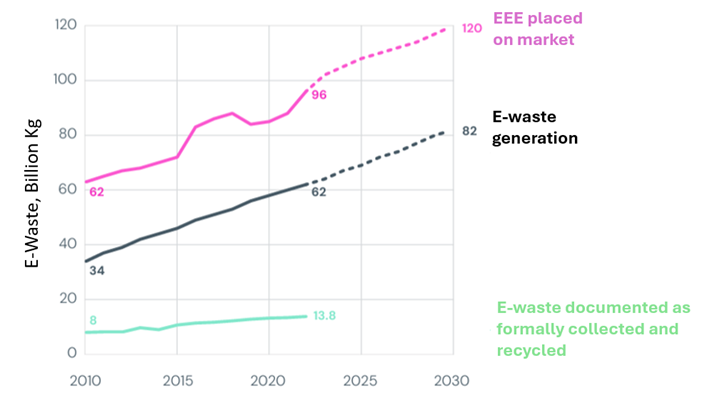 EEE placed
on market
120
120
100
96
E-waste
generation
80
82
62
60
62
40
34
20
8
13.8
0
E-Waste, Billion Kg
E-waste documented as
formally collected and
recycled
2010 2015 2020 2025 2030